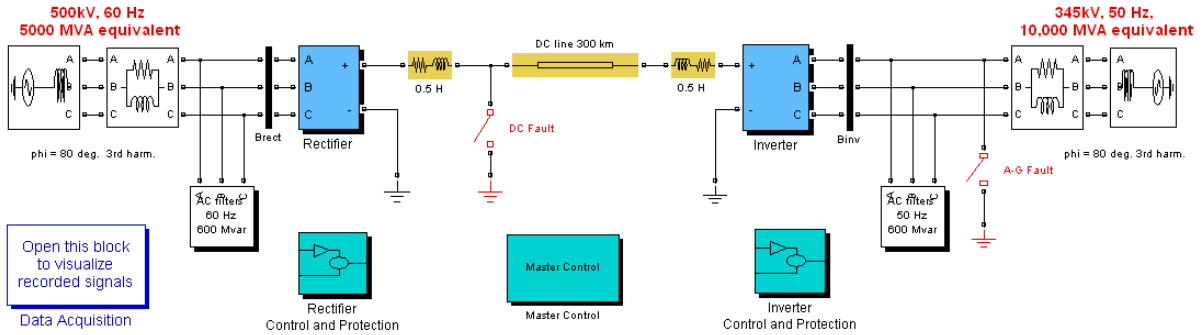 500kV, 60 Hz
5000 MVA equivalent
345kV, 50 Hz,
10,000 MVA equivalent
DC line 300 km
A
B
C
A
B
C
A
B
C
+
-
+
-
A
B
C
A
B
C
A
B
C
0.5 H
0.5 H
DC Fault
Brect
Rectifier
Inverter
Binv
phi = 80 deg. 3rd harm.
phi = 80 deg. 3rd harm.
A-G Fault
A
B
C
AC filters
60 Hz
600 Mvar
A
B
C
AC filters
50 Hz
600 Mvar
Open this block
to visualize
recorded signals
Data Acquisition
Rectifier
Control and Protection
Master Control
Master Control
Inverter
Control and Protection